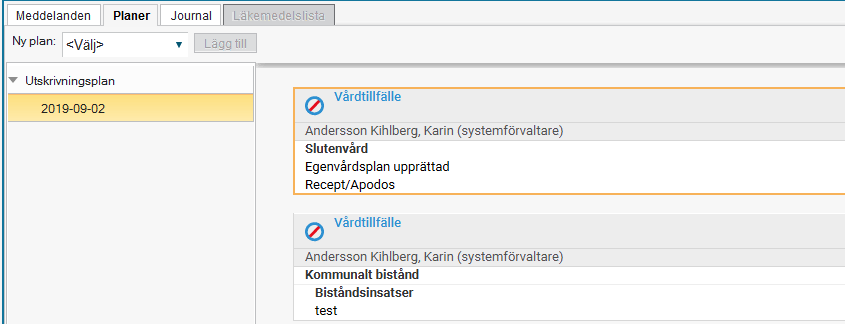 Meddelanden Planer Journal Läkemedelslista
Ny plan: <Välj> Lägg till
Utskrivningsplan
2019-09-02
Vårdtillfälle
Andersson Kihlberg, Karin (systemförvaltare)
Slutenvård
Egenvårdsplan upprättad
Recept/Apodos
Vårdtillfälle
Andersson Kihlberg, Karin (systemförvaltare)
Kommunalt bistånd
Biståndsinsatser
test